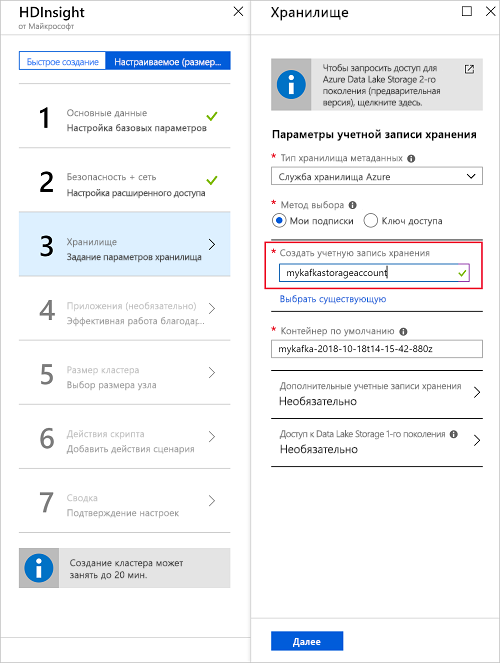 HDInsight
от Майкрософт
Быстрое создание
Настраиваемое (размер...
1
Основные данные
Настройка базовых параметров
2
Безопасность + сеть
Настройка расширенного доступа
3
Хранилище
Задание параметров хранилища
4
Приложения (необязательно)
Эффективная работа благодар...
5
Размер кластера
Выбор размера узла
6
Действия скрипта
Добавить действия сценария
7
Сводка
Подтверждение настроек
Создание кластера может
занять до 20 мин.
Хранилище
Чтобы запросить доступ для
Azure Data Lake Storage 2-го
поколения (предварительная
версия), щелкните здесь.
Параметры учетной записи хранения
* Тип хранилища метаданных
Служба хранилища Azure
* Метод выбора
Мои подписки
Ключ доступа
* Создать учетную запись хранения
mykafkastorageaccount
Выбрать существующую
* Контейнер по умолчанию
mykafka-2018-10-18t14-15-42-880z
Дополнительные учетные записи хранения
Необязательно
Доступ к Data Lake Storage 1-го поколения
Необязательно
Далее